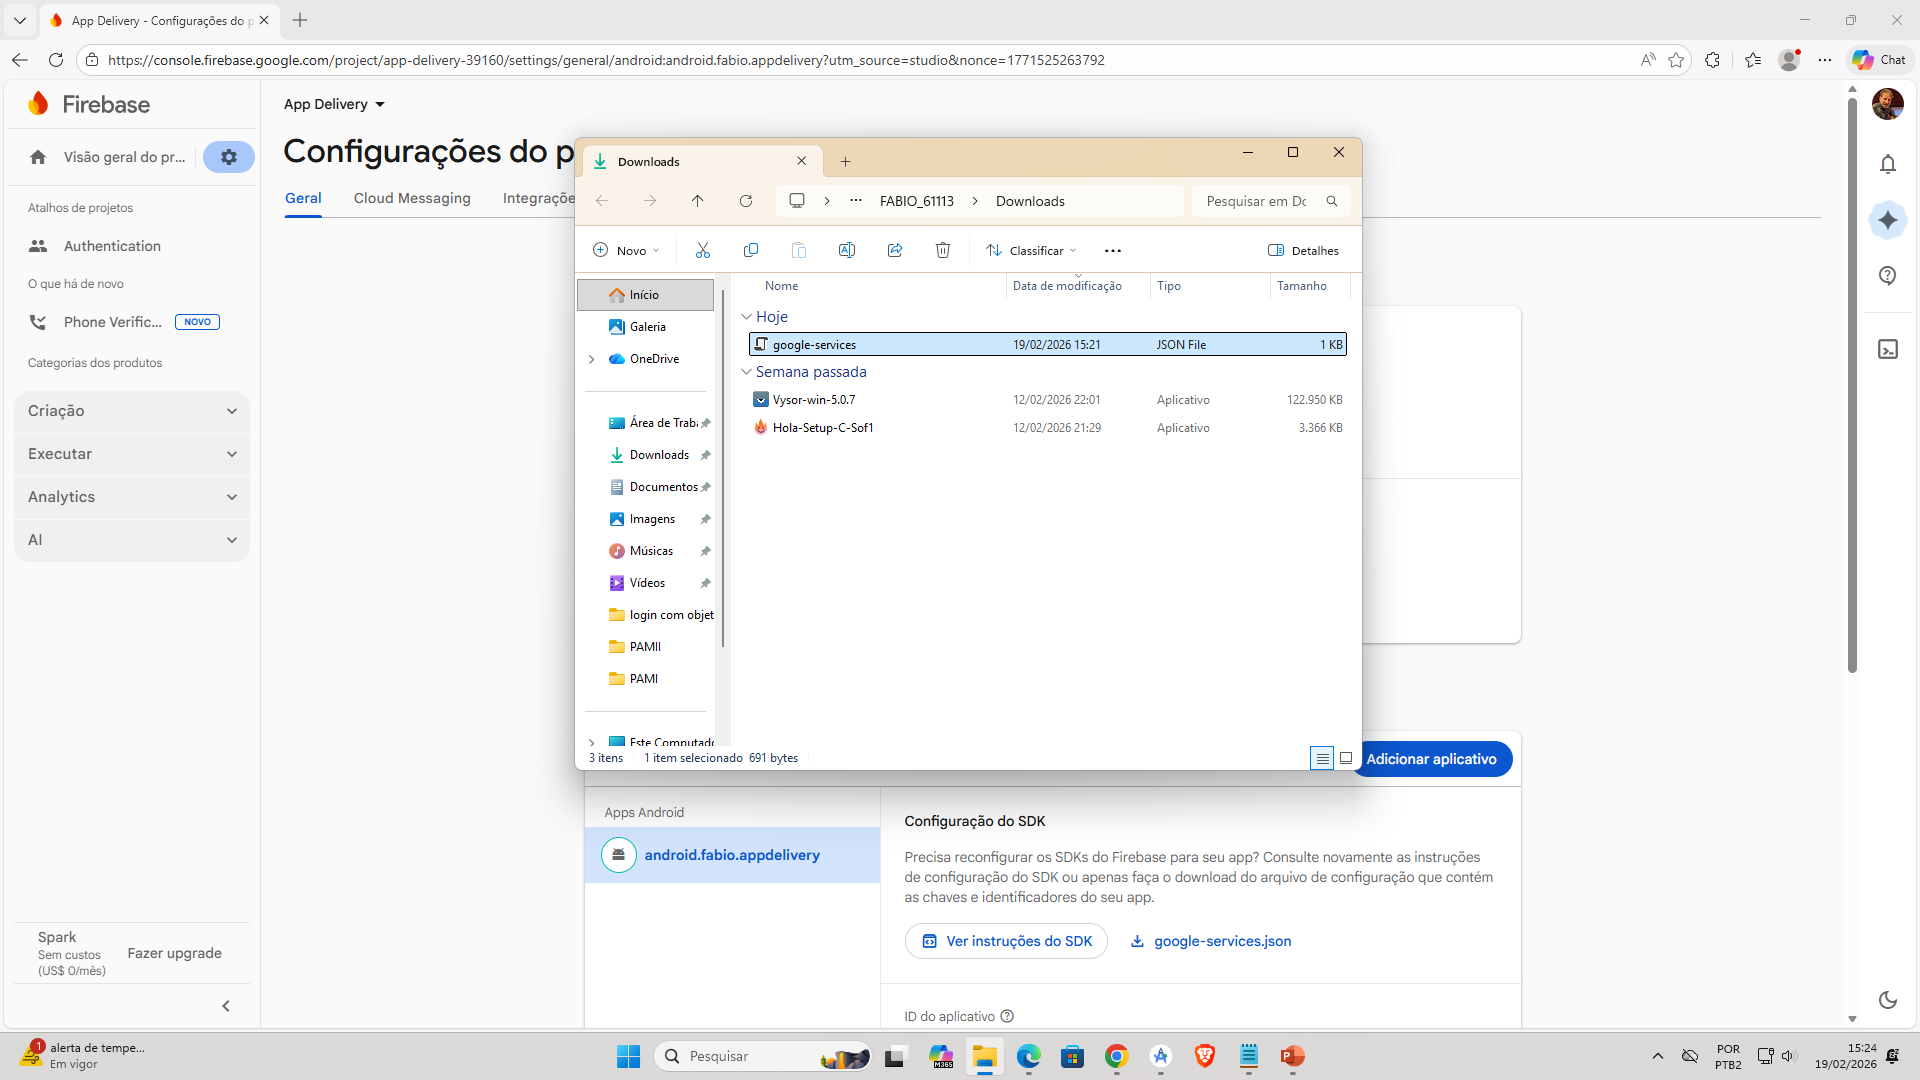 App Delivery - Configurações do p
https://console.firebase.google.com/project/app-delivery-39160/settings/general/android:android.fabio.appdelivery?utm_source=studio&nonce=1771525263792
Chat
Firebase
Visão geral do pr...
Atalhos de projetos
Authentication
O que há de novo
Phone Verific...
NOVO
Categorias dos produtos
Criação
Executar
Analytics
AI
Spark
Sem custos
(US$ 0/mês)
Fazer upgrade
App Delivery
Configurações do p
Geral
Cloud Messaging
Integraçõe
Downloads
FABIO_61113
Downloads
Pesquisar em Dc
Novo
Classificar
Detalhes
Início
Galeria
OneDrive
Área de Traba
Downloads
Documentos
Imagens
Músicas
Vídeos
login com objet
PAMII
PAMI
Este Computado
Nome
Data de modificação
Tipo
Tamanho
Hoje
google-services
19/02/2026 15:21
JSON File
1 KB
Semana passada
Vysor-win-5.0.7
12/02/2026 22:01
Aplicativo
122.950 KB
Hola-Setup-C-Sof1
12/02/2026 21:29
Aplicativo
3.366 KB
3 itens
1 item selecionado 691 bytes
Adicionar aplicativo
Apps Android
android.fabio.appdelivery
Configuração do SDK
Precisa reconfigurar os SDKs do Firebase para seu app? Consulte novamente as instruções
de configuração do SDK ou apenas faça o download do arquivo de configuração que contém
as chaves e identificadores do seu app.
Ver instruções do SDK
google-services.json
ID do aplicativo
1
alerta de tempe...
Em vigor
Pesquisar
M365
POR
PTB2
15:24
19/02/2026